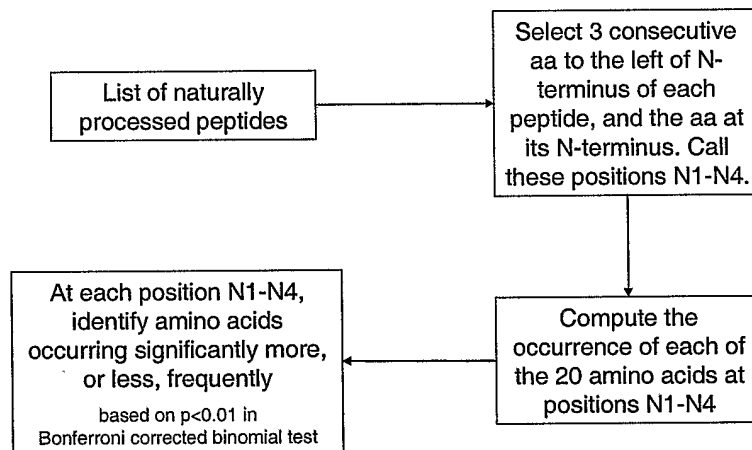 List of naturally
processed peptides
Select 3 consecutive
aa to the left of N-
terminus of each
peptide, and the aa at
its N-terminus. Call
these positions N1-N4.
Compute the
occurrence of each of
the 20 amino acids at
positions N1-N4
At each position N1-N4,
identify amino acids
occurring significantly more,
or less, frequently
based on p<0.01 in
Bonferroni corrected binomial test